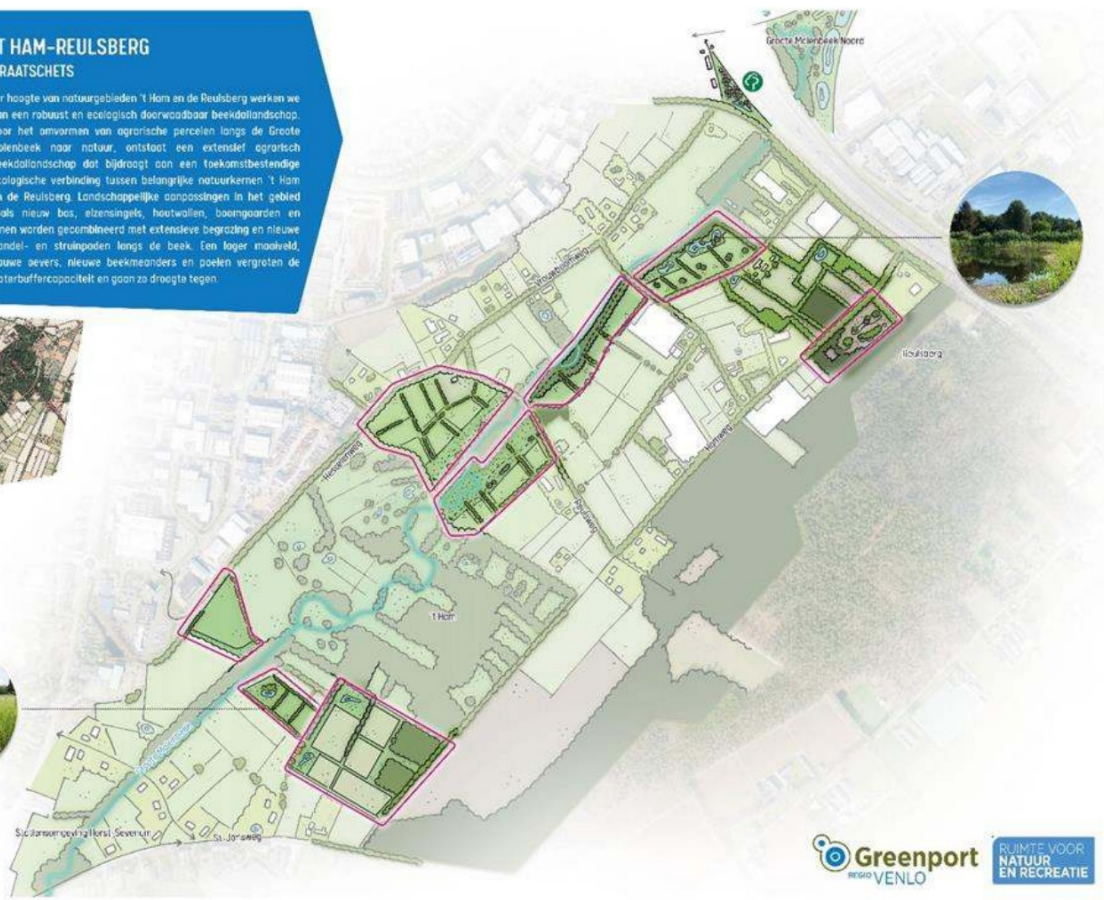 T HAM-REULSBERG
RAATSCHETS
r hoogte van natuurgebieden 't Ham en de Reulsberg werken we
an een robuust en ecologisch doorwaadbaar beekdallandschap.
oor het omvormen van agrarische percelen langs de Groote
olenbeek naar natuur, ontstaat een extensief agrarisch
eekdallandschap dat bijdraagt aan een toekomstbestendige
cologische verbinding tussen belangrijke natuurkernen 't Ham
n de Reulsberg. Landschappelijke aanpassingen in het gebied
als nieuw bos, elzensingels, houtwallen, boomgaarden en
nen worden gecombineerd met extensieve begrazing en nieuwe
andel- en struinpaden langs de beek. Een lager maaiveld,
auwe oevers, nieuwe beekmeanders en poelen vergroten de
aterbuffercapaciteit en gaan zo droogte tegen.
Groote Molenbeek Noord
Reulsberg
't Ham
Stationsomgeving Horst-Sevenum
St. Jorisweg
Greenport
REGIO VENLO
RUIMTE VOOR
NATUUR
EN RECREATIE